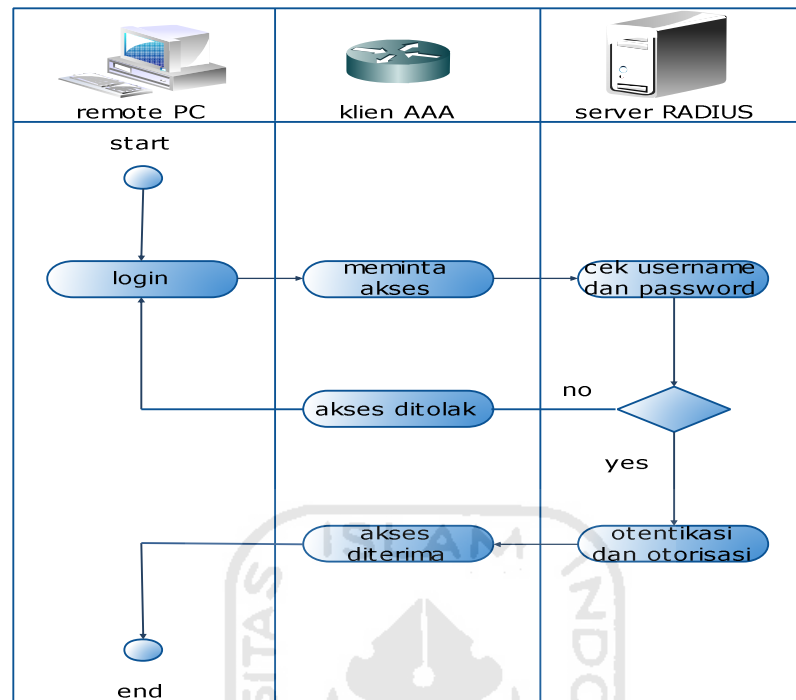 remote PC
klien AAA
server RADIUS
start
login
meminta
akses
cek username
dan password
akses ditolak
no
yes
akses
diterima
otentikasi
dan otorisasi
ISLAM
end